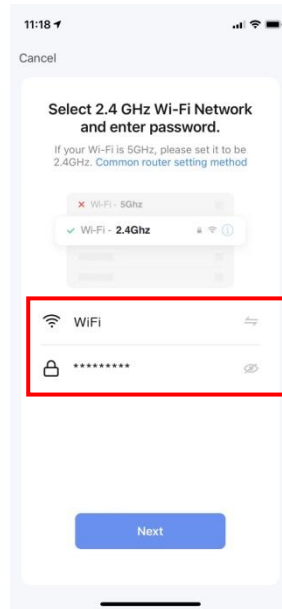 11:18
Cancel
Select 2.4 GHz Wi-Fi Network
and enter password.
If your Wi-Fi is 5GHz, please set it to be
2.4GHz. Common router setting method
Wi-Fi - 5Ghz
Wi-Fi - 2.4Ghz
WiFi
*********
Next